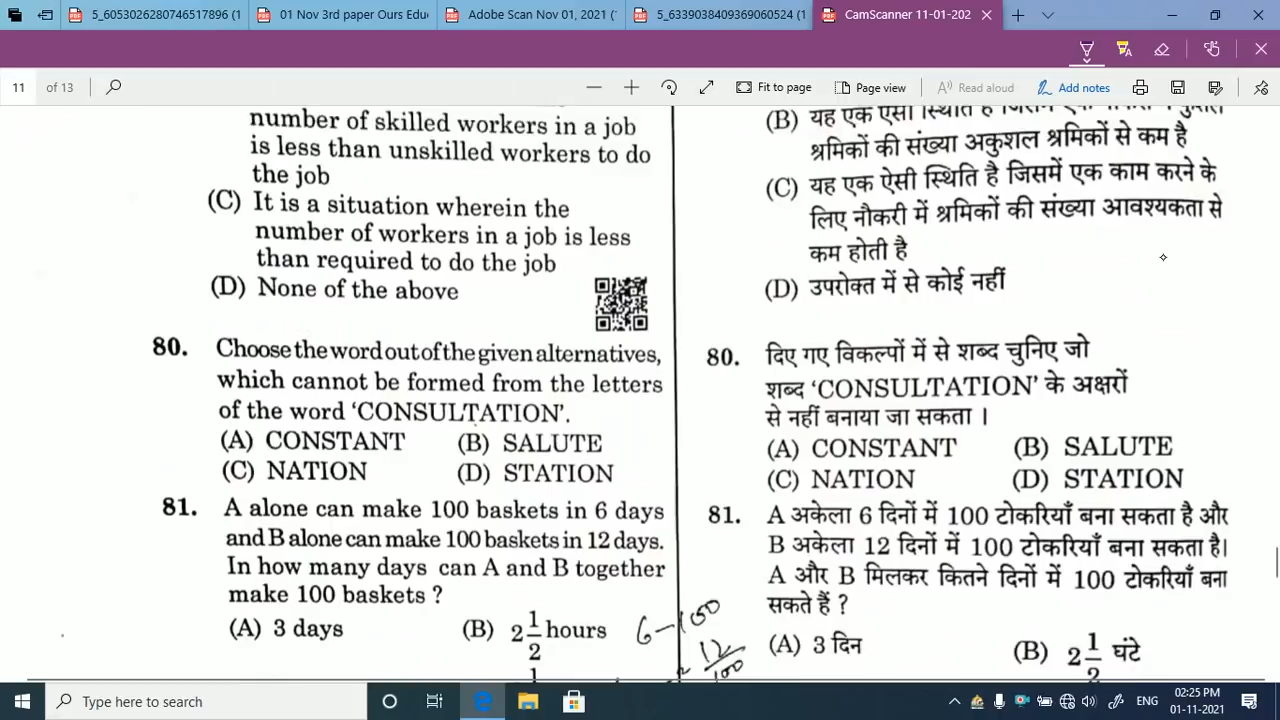 5_6053026280746517896 (1
01 Nov 3rd paper Ours Edu
Adobe Scan Nov 01, 2021 (
5_6339038409369060524 (1
CamScanner 11-01-202
11 of 13
Fit to page
Page view
Read aloud
Add notes
number of skilled workers in a job
is less than unskilled workers to do
the job
(C) It is a situation wherein the
number of workers in a job is less
than required to do the job
(D) None of the above
80. Choose the word out of the given alternatives,
which cannot be formed from the letters
of the word 'CONSULTATION'.
(A) CONSTANT (B) SALUTE
(C) NATION (D) STATION
81. A alone can make 100 baskets in 6 days
and B alone can make 100 baskets in 12 days.
In how many days can A and B together
make 100 baskets ?
(A) 3 days (B) 2 1/2 hours
6-100
12/100
(B) यह एक ऐसी स्थिति है जिसमें एक
श्रमिकों की संख्या अकुशल श्रमिकों से कम है
(C) यह एक ऐसी स्थिति है जिसमें एक काम करने के
लिए नौकरी में श्रमिकों की संख्या आवश्यकता से
कम होती है
(D) उपरोक्त में से कोई नहीं
80. दिए गए विकल्पों में से शब्द चुनिए जो
शब्द 'CONSULTATION' के अक्षरों
से नहीं बनाया जा सकता ।
(A) CONSTANT (B) SALUTE
(C) NATION (D) STATION
81. A अकेला 6 दिनों में 100 टोकरियाँ बना सकता है और
B अकेला 12 दिनों में 100 टोकरियाँ बना सकता है।
A और B मिलकर कितने दिनों में 100 टोकरियाँ बना
सकते हैं ?
(A) 3 दिन (B) 2 1/2 घंटे
Type here to search
ENG
02:25 PM
01-11-2021